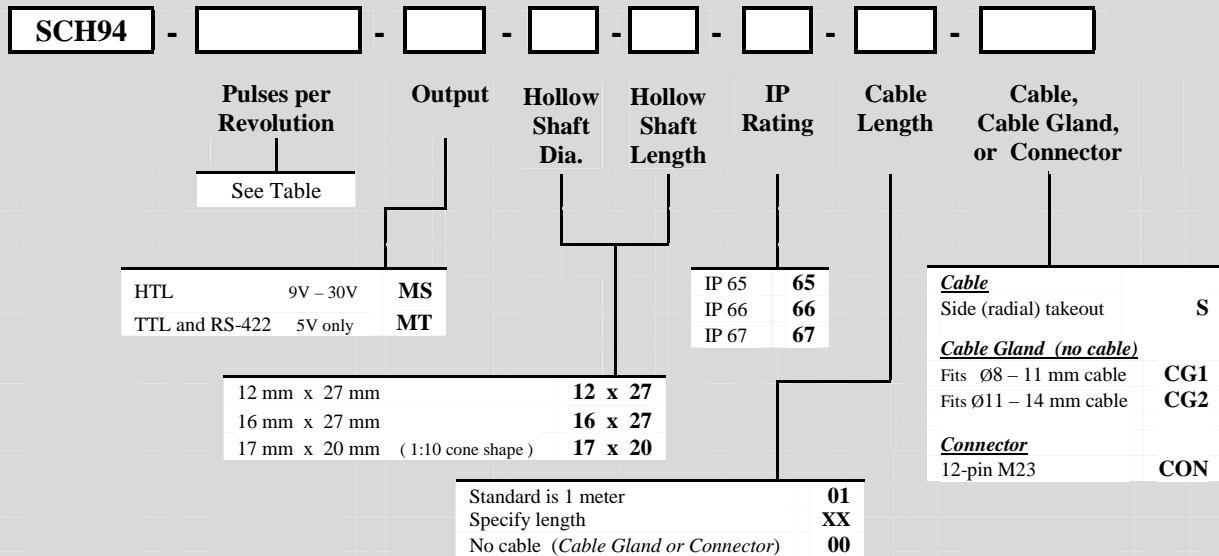 SCH94 - - - - - - -
Pulses per
Revolution
Output
Hollow
Shaft
Dia.
Hollow
Shaft
Length
IP
Rating
Cable
Length
Cable,
Cable Gland,
or Connector
See Table
HTL 9V – 30V MS
TTL and RS-422 5V only MT
12 mm x 27 mm 12 x 27
16 mm x 27 mm 16 x 27
17 mm x 20 mm ( 1:10 cone shape ) 17 x 20
IP 65 65
IP 66 66
IP 67 67
Standard is 1 meter 01
Specify length XX
No cable (Cable Gland or Connector) 00
Cable
Side (radial) takeout S
Cable Gland (no cable)
Fits Ø8 – 11 mm cable CG1
Fits Ø11 – 14 mm cable CG2
Connector
12-pin M23 CON